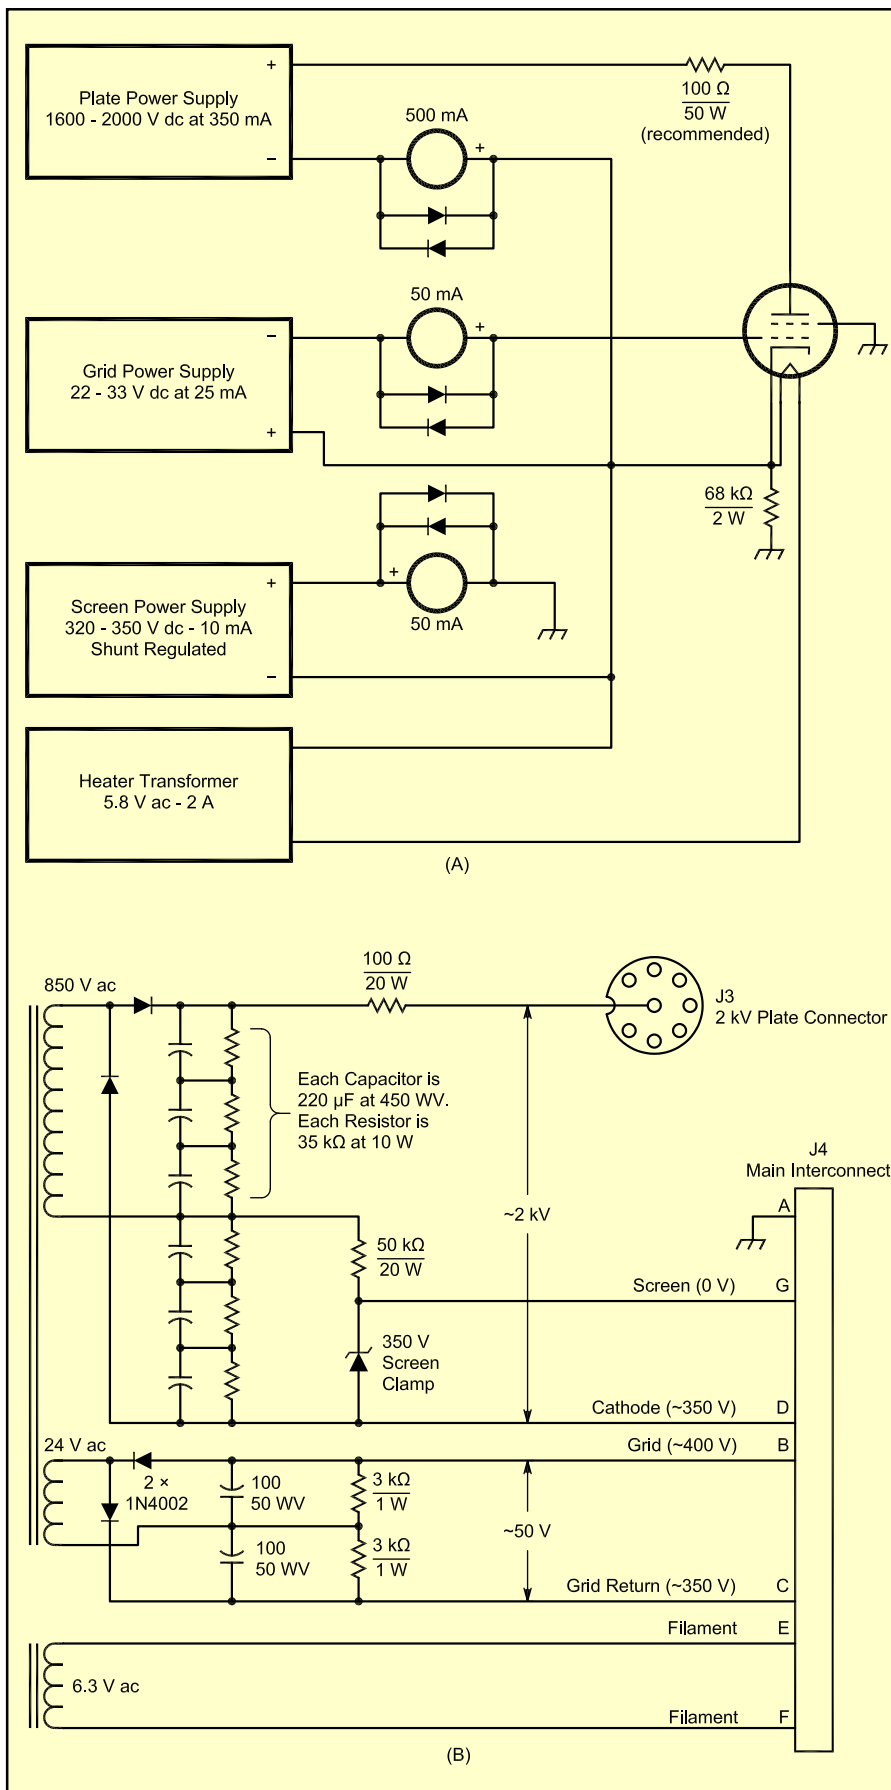 +
Plate Power Supply
1600 - 2000 V dc at 350 mA
−
500 mA
+
100 Ω
50 W
(recommended)
50 mA
−
+
Grid Power Supply
22 - 33 V dc at 25 mA
+
68 kΩ
2 W
+
+
Screen Power Supply
320 - 350 V dc - 10 mA
Shunt Regulated
50 mA
−
Heater Transformer
5.8 V ac - 2 A
(A)
850 V ac
100 Ω
20 W
J3
2 kV Plate Connector
Each Capacitor is
220 µF at 450 WV.
Each Resistor is
35 kΩ at 10 W
J4
Main Interconnect
A
~2 kV
50 kΩ
20 W
Screen (0 V) G
350 V
Screen
Clamp
Cathode (~350 V) D
24 V ac
Grid (~400 V) B
2 ×
1N4002
100
50 WV
3 kΩ
1 W
~50 V
100
50 WV
3 kΩ
1 W
Grid Return (~350 V) C
Filament E
6.3 V ac
Filament F
(B)